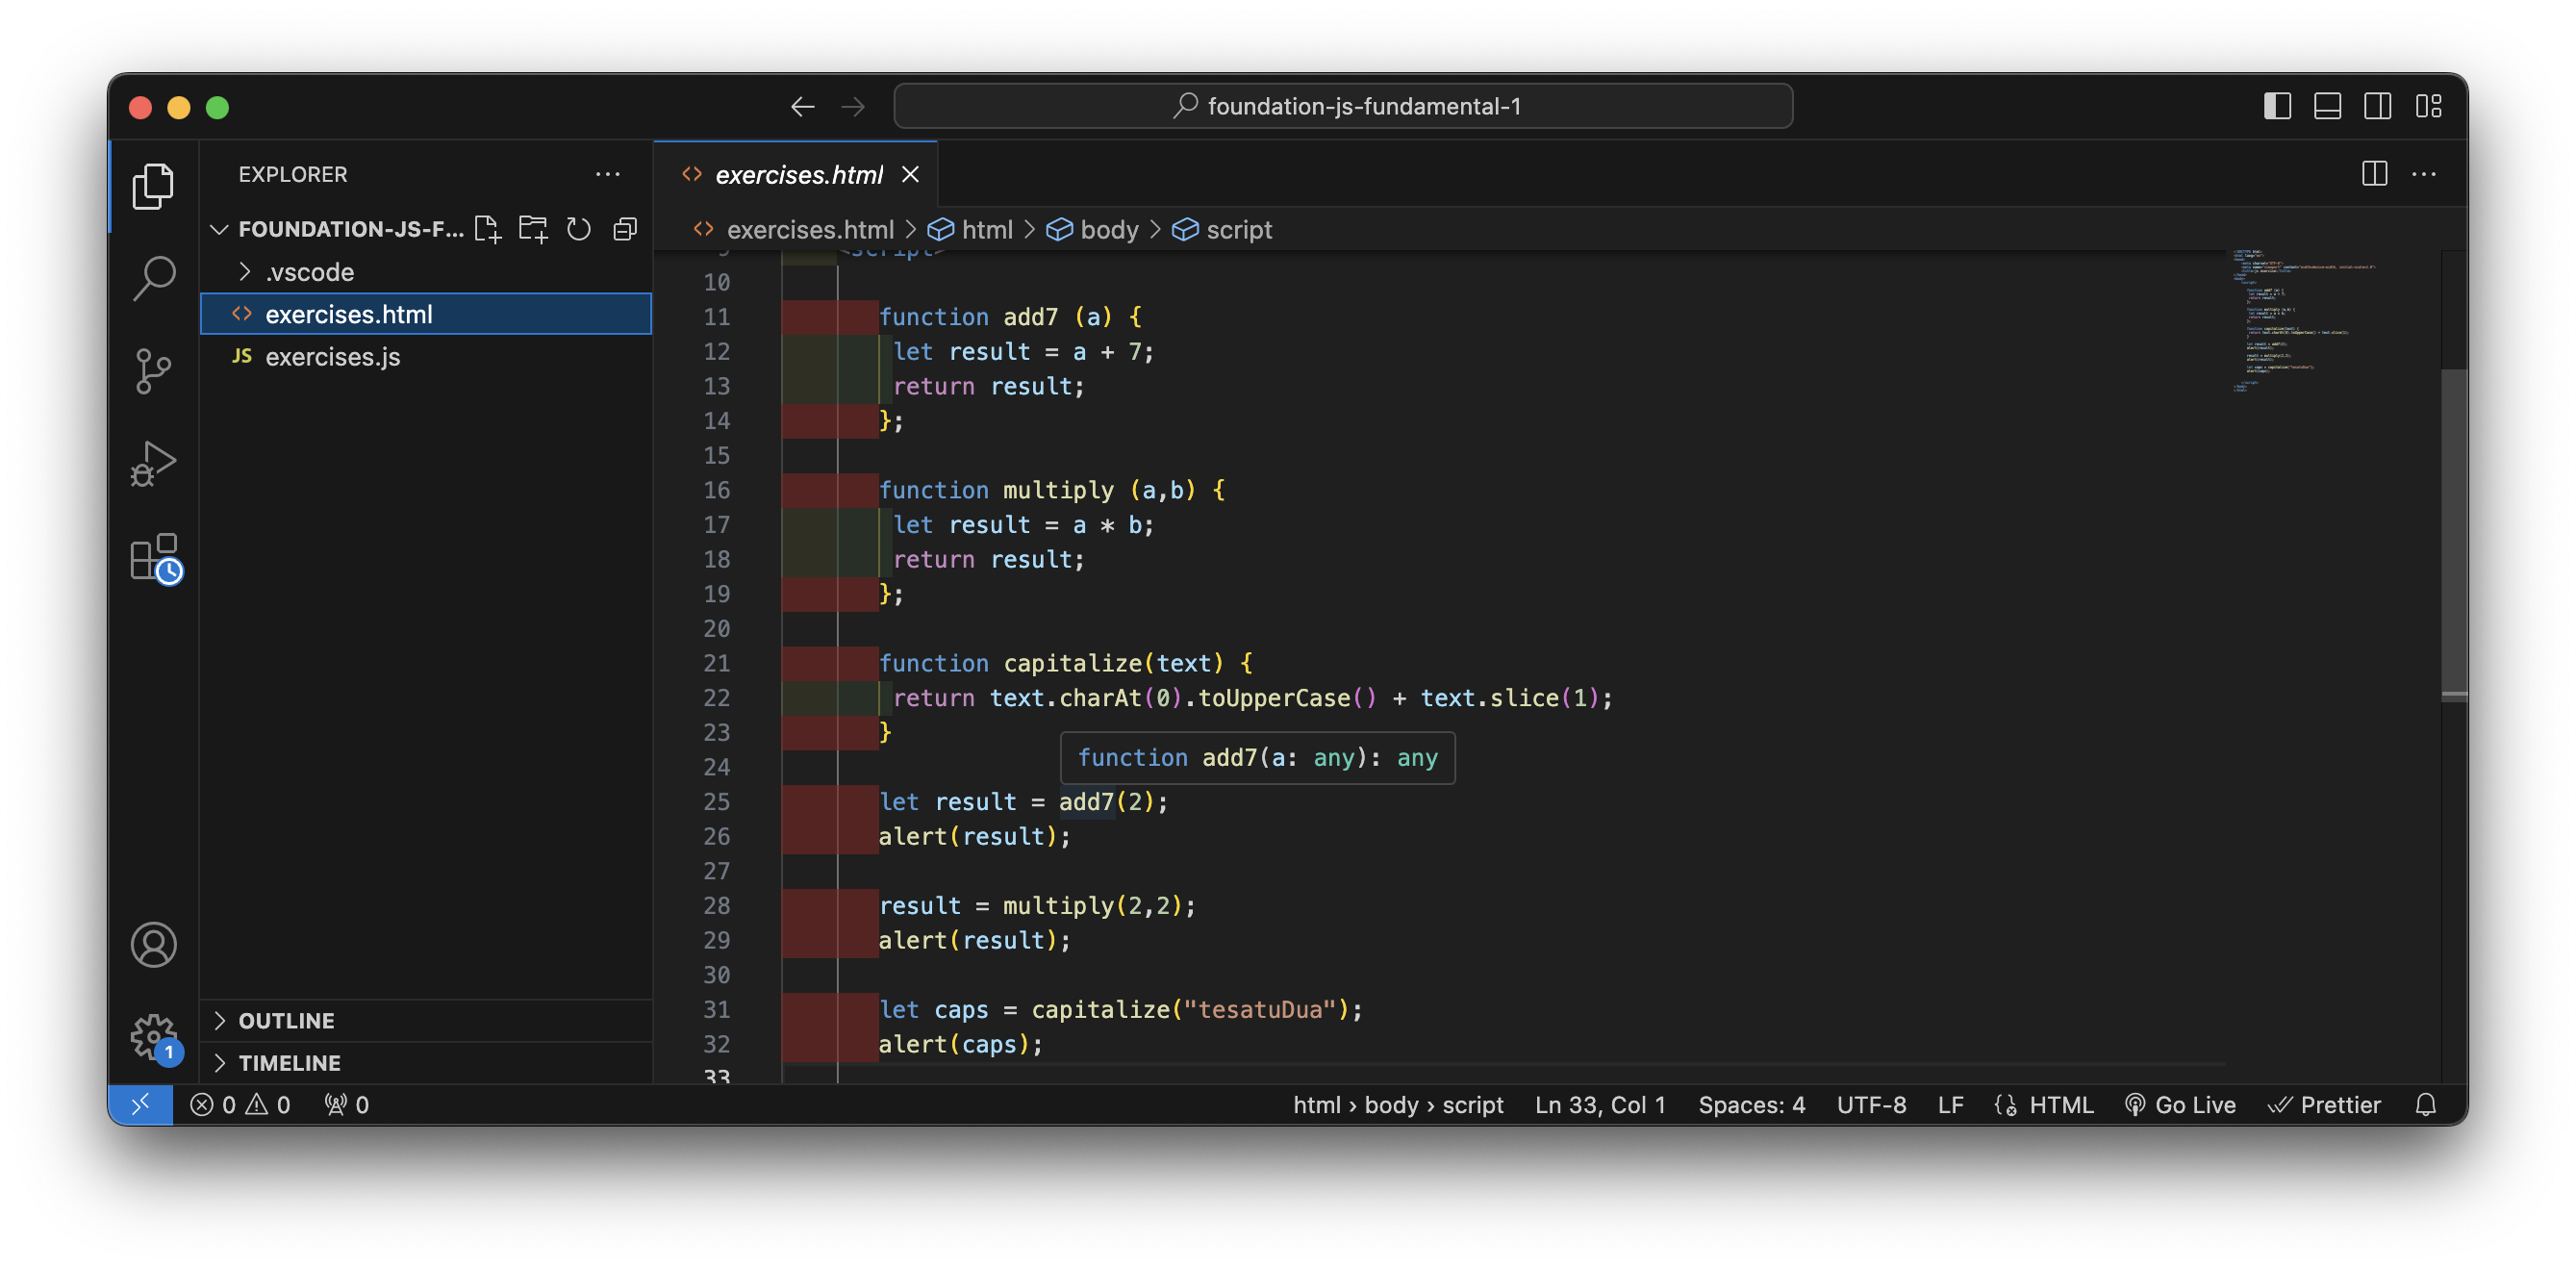 foundation-js-fundamental-1
EXPLORER
FOUNDATION-JS-F...
.vscode
exercises.html
JS exercises.js
OUTLINE
TIMELINE
exercises.html
exercises.html > html > body > script
9 <script>
10
11 function add7 (a) {
12 let result = a + 7;
13 return result;
14 };
15
16 function multiply (a,b) {
17 let result = a * b;
18 return result;
19 };
20
21 function capitalize(text) {
22 return text.charAt(0).toUpperCase() + text.slice(1);
23 }
function add7(a: any): any
24
25 let result = add7(2);
26 alert(result);
27
28 result = multiply(2,2);
29 alert(result);
30
31 let caps = capitalize("tesatuDua");
32 alert(caps);
33
1
0 0 0 html › body › script Ln 33, Col 1 Spaces: 4 UTF-8 LF HTML Go Live Prettier